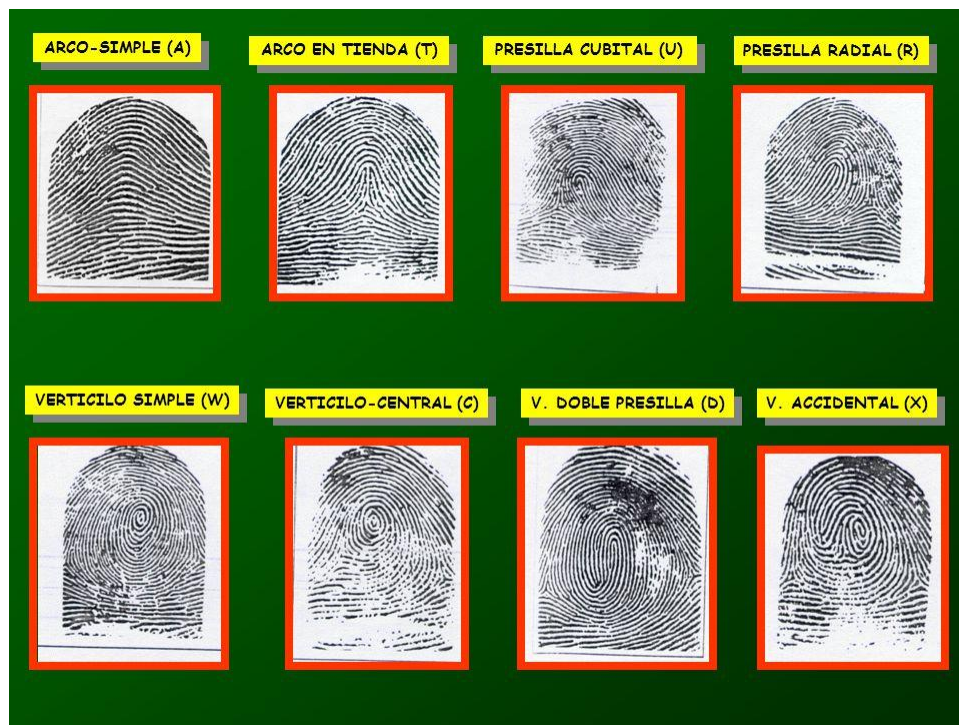 ARCO-SIMPLE (A)
ARCO EN TIENDA (T)
PRESILLA CUBITAL (U)
PRESILLA RADIAL (R)
VERTICILO SIMPLE (W)
VERTICILO-CENTRAL (C)
V. DOBLE PRESILLA (D)
V. ACCIDENTAL (X)